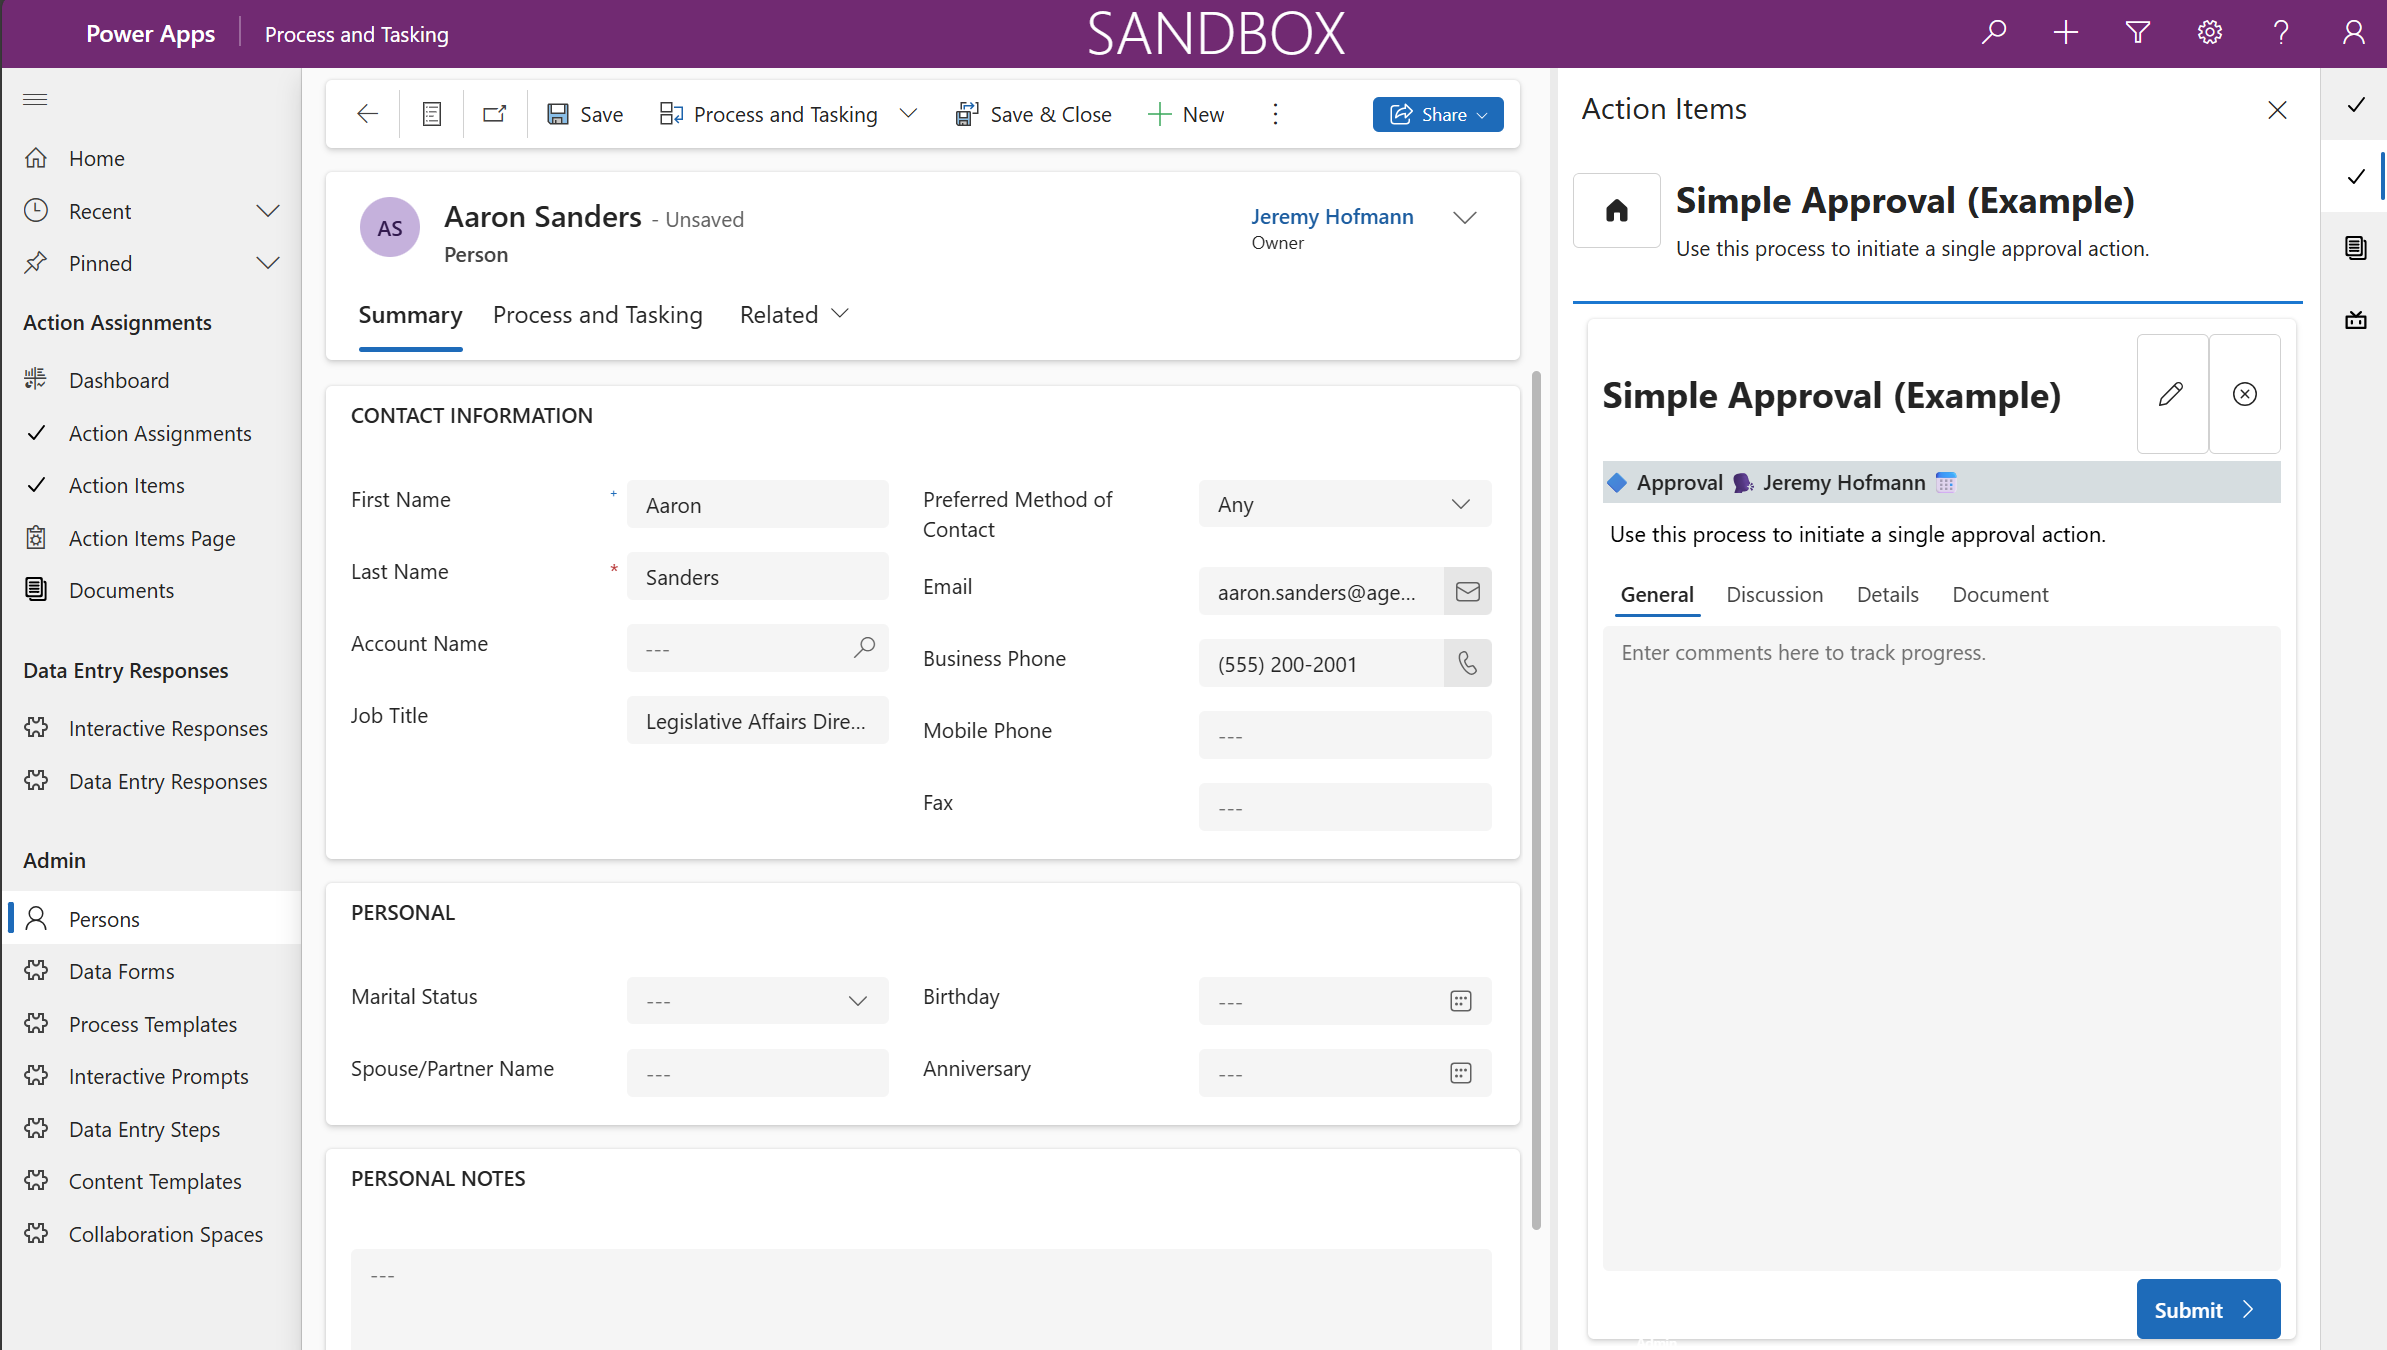 Power Apps
Process and Tasking
SANDBOX
Home
Recent
Pinned
Action Assignments
Dashboard
Action Assignments
Action Items
Action Items Page
Documents
Data Entry Responses
Interactive Responses
Data Entry Responses
Admin
Persons
Data Forms
Process Templates
Interactive Prompts
Data Entry Steps
Content Templates
Collaboration Spaces
Save
Process and Tasking
Save & Close
New
Share
AS
Aaron Sanders - Unsaved
Person
Jeremy Hofmann
Owner
Summary
Process and Tasking
Related
CONTACT INFORMATION
First Name
+
Aaron
Last Name
*
Sanders
Account Name
---
Job Title
Legislative Affairs Dire...
Preferred Method of
Contact
Any
Email
aaron.sanders@age...
Business Phone
(555) 200-2001
Mobile Phone
---
Fax
---
PERSONAL
Marital Status
---
Spouse/Partner Name
---
Birthday
---
Anniversary
---
PERSONAL NOTES
---
Action Items
Simple Approval (Example)
Use this process to initiate a single approval action.
Simple Approval (Example)
Approval Jeremy Hofmann
Use this process to initiate a single approval action.
General
Discussion
Details
Document
Enter comments here to track progress.
Submit